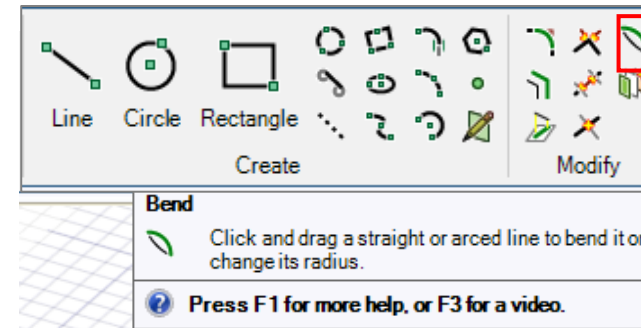 Line Circle Rectangle
Create Modify
Bend
Click and drag a straight or arced line to bend it or
change its radius.
Press F1 for more help, or F3 for a video.